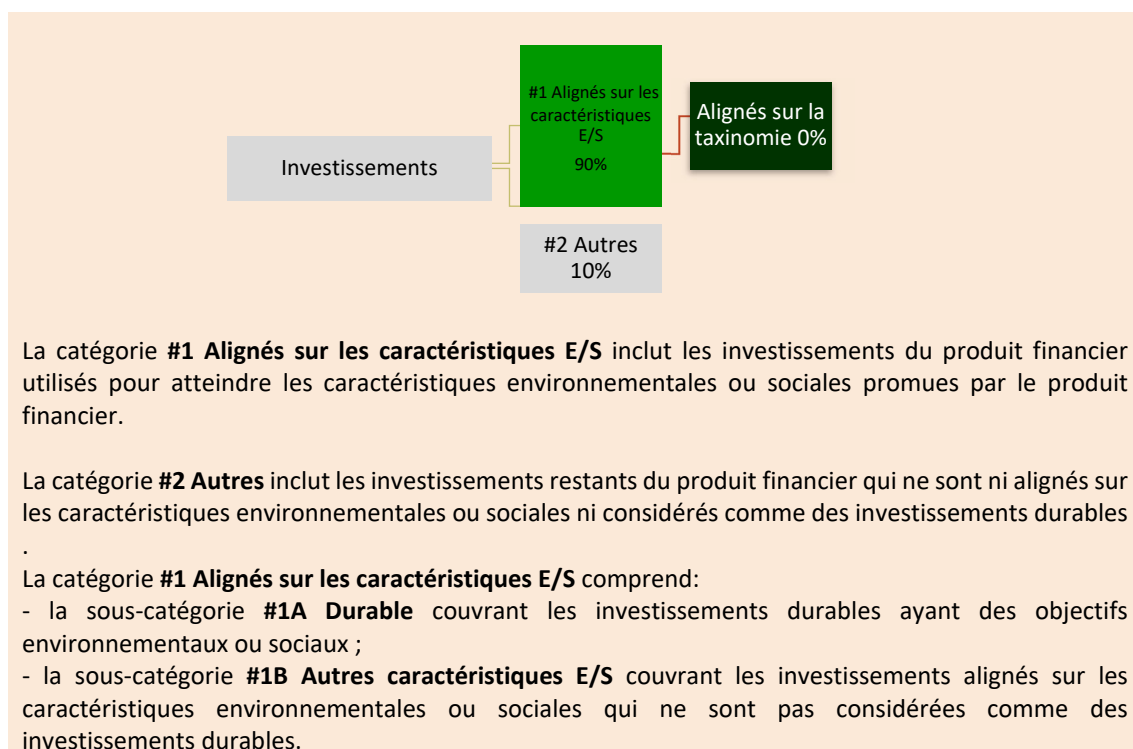 #1 Alignés sur les
caractéristiques
E/S
90%
Alignés sur la
taxinomie 0%
Investissements
#2 Autres
10%
La catégorie #1 Alignés sur les caractéristiques E/S inclut les investissements du produit financier
utilisés pour atteindre les caractéristiques environnementales ou sociales promues par le produit
financier.
La catégorie #2 Autres inclut les investissements restants du produit financier qui ne sont ni alignés sur
les caractéristiques environnementales ou sociales ni considérés comme des investissements durables
.
La catégorie #1 Alignés sur les caractéristiques E/S comprend:
- la sous-catégorie #1A Durable couvrant les investissements durables ayant des objectifs
environnementaux ou sociaux ;
- la sous-catégorie #1B Autres caractéristiques E/S couvrant les investissements alignés sur les
caractéristiques environnementales ou sociales qui ne sont pas considérées comme des
investissements durables.